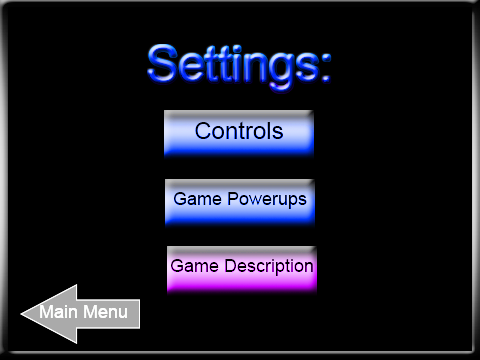 Settings:
Controls
Game Powerups
Game Description
Main Menu